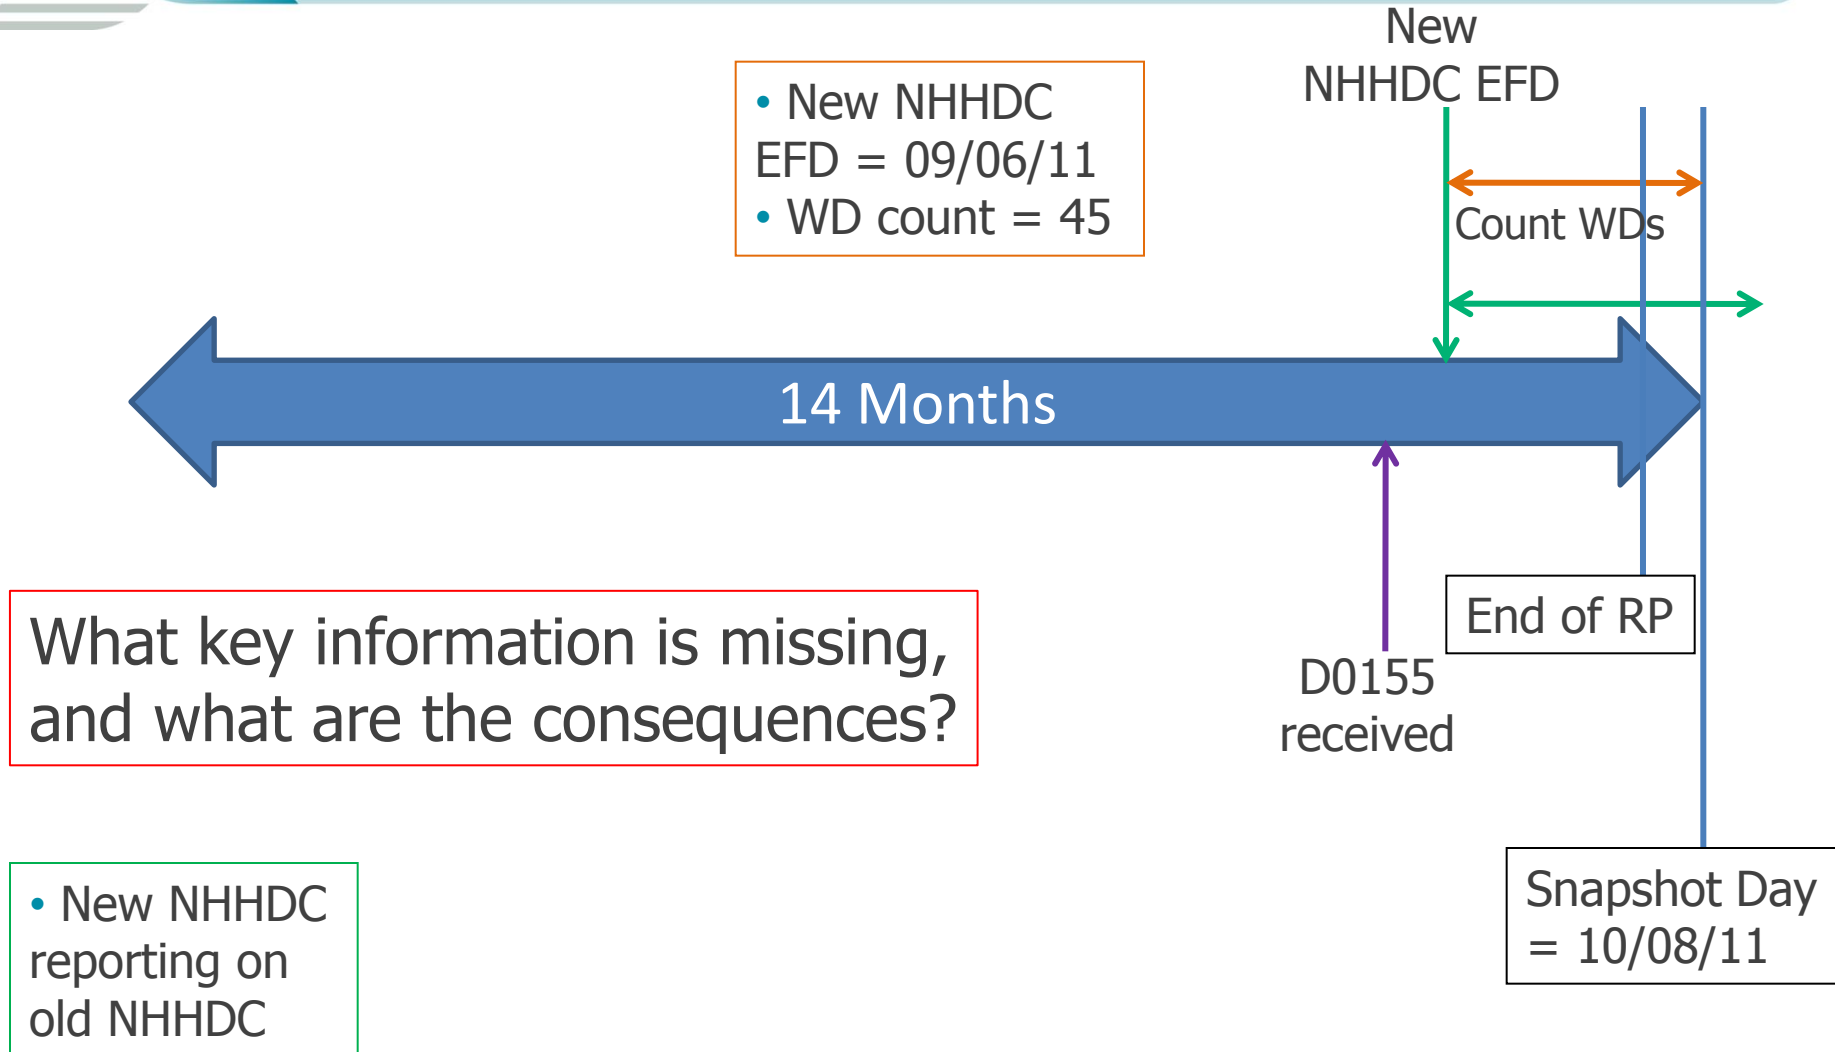 New
NHHDC EFD
• New NHHDC
EFD = 09/06/11
• WD count = 45
Count WDs
14 Months
What key information is missing,
and what are the consequences?
End of RP
D0155
received
• New NHHDC
reporting on
old NHHDC
Snapshot Day
= 10/08/11